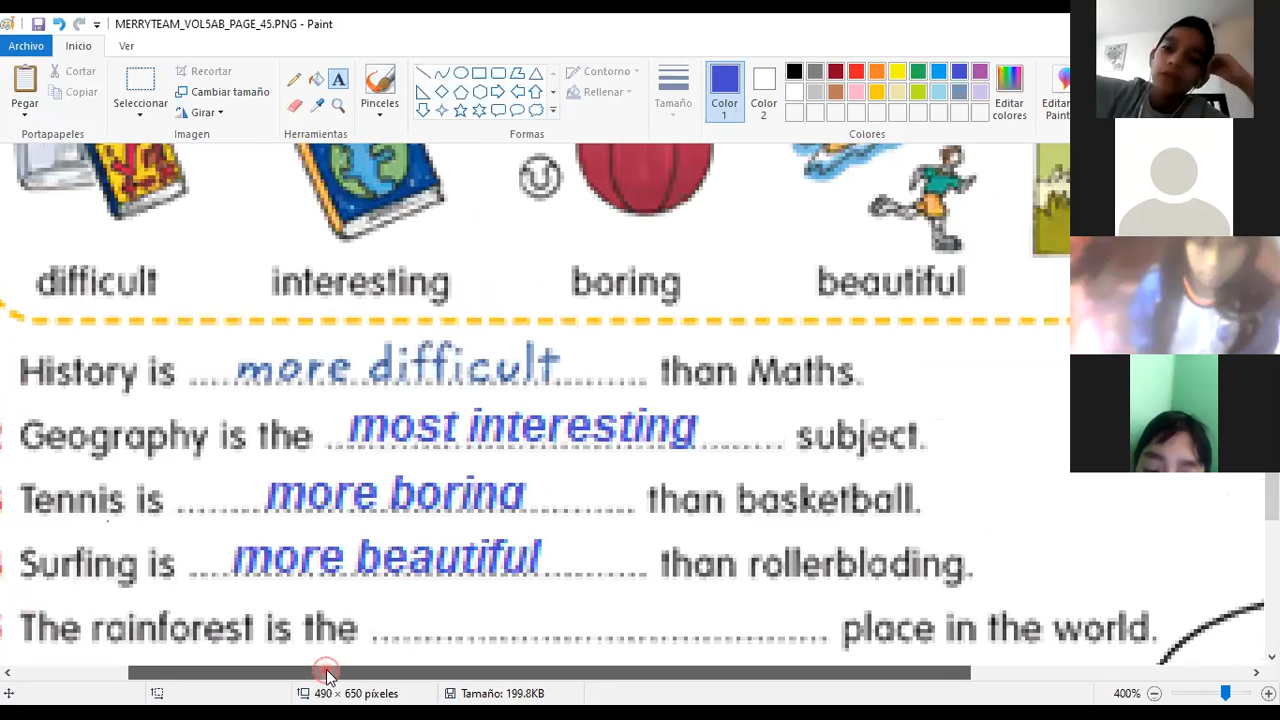 MERRYTEAM_VOL5AB_PAGE_45.PNG - Paint
Archivo Inicio Ver
Pegar
Cortar
Copiar
Portapapeles
Seleccionar
Recortar
Cambiar tamaño
Girar
Imagen
A
Herramientas
Pinceles
Contorno
Rellenar
Formas
Tamaño
Color 1
Color 2
Editar colores
Colores
Editar
Paint
difficult interesting boring beautiful
History is .... more difficult ........ than Maths.
Geography is the ... most interesting ........ subject.
Tennis is ........ more boring .......... than basketball.
Surfing is .... more beautiful .......... than rollerblading.
The rainforest is the ........................................ place in the world.
490 × 650 píxeles Tamaño: 199.8KB 400%